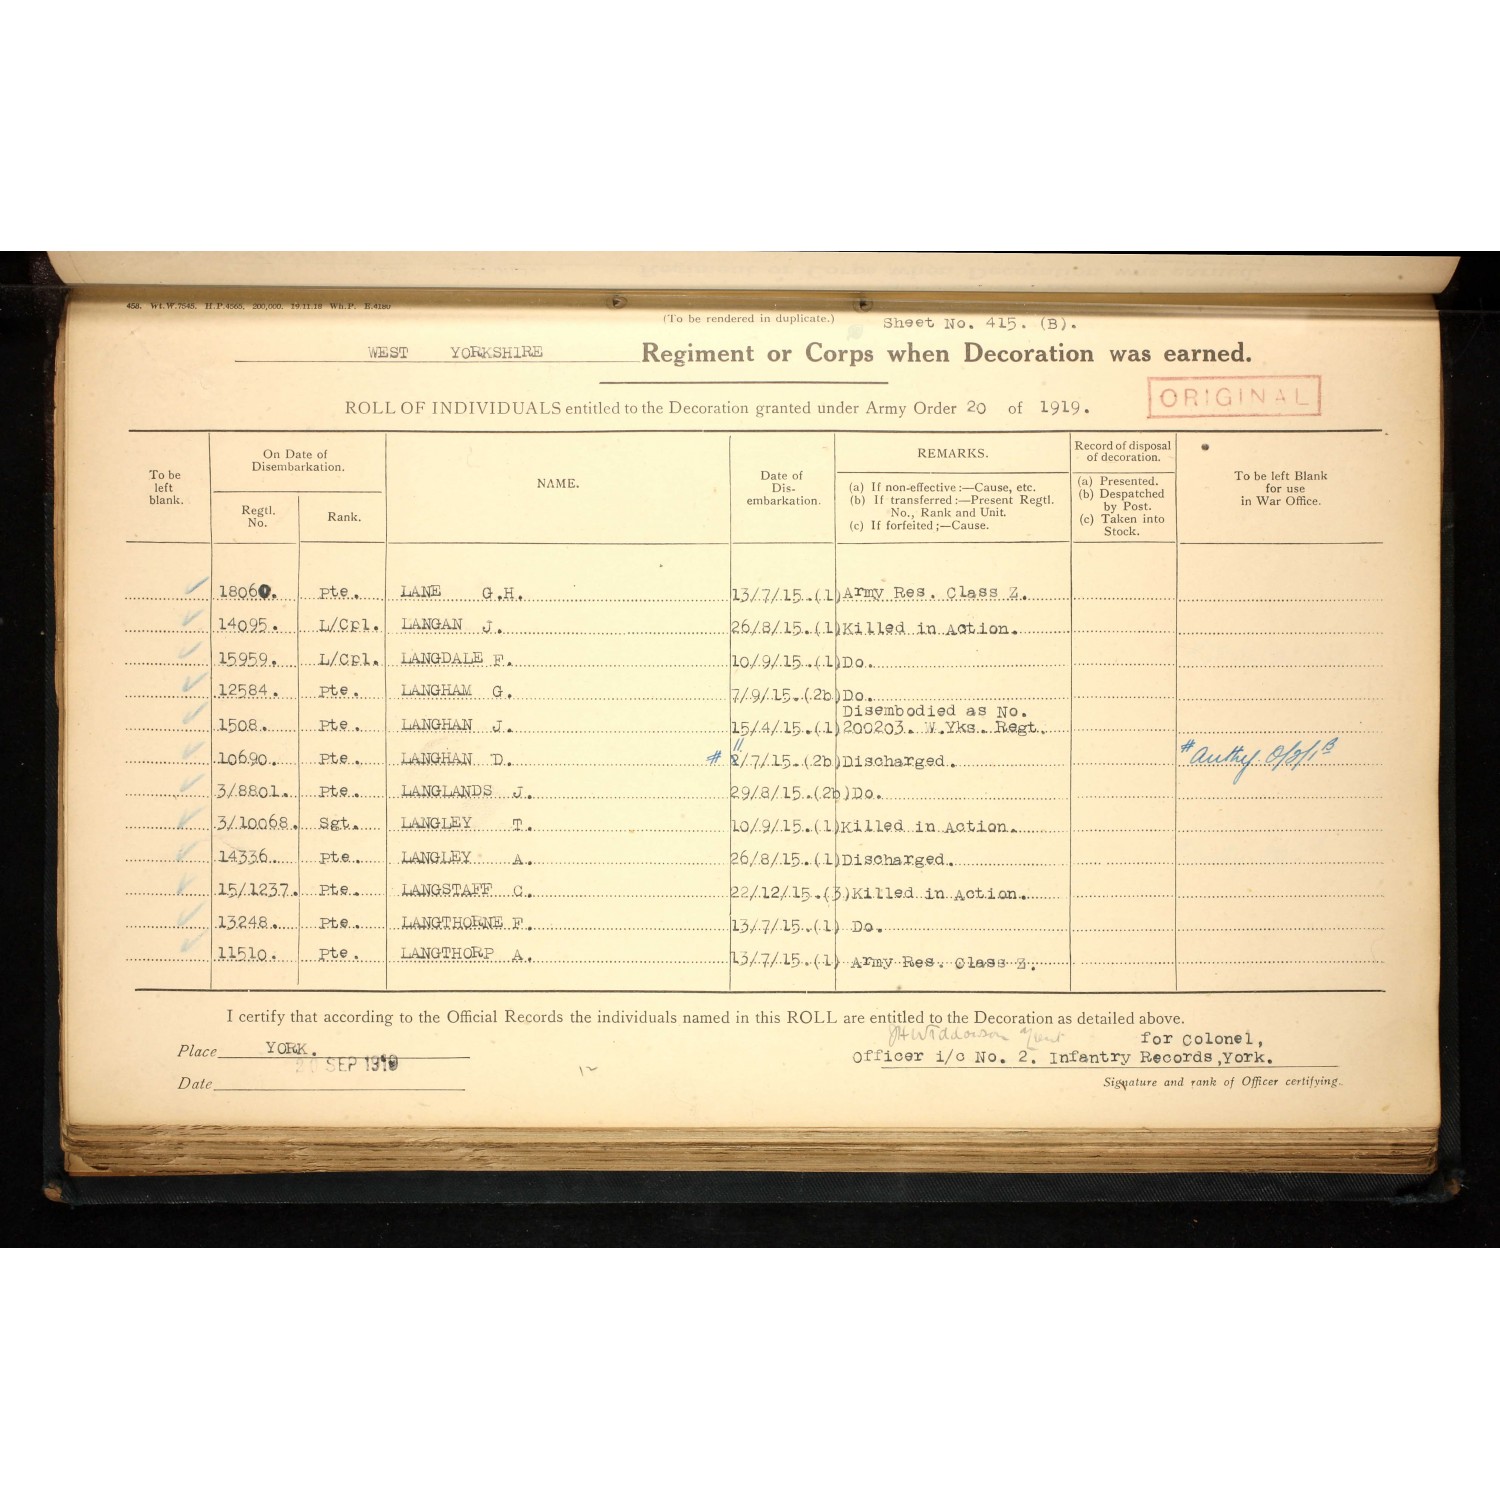 458. Wt.W.7545. H.P.4565. 200,000. 19.11.18 Wn.P. E.4180
(To be rendered in duplicate.) Sheet No. 415. (B).
WEST YORKSHIRE Regiment or Corps when Decoration was earned.
ROLL OF INDIVIDUALS entitled to the Decoration granted under Army Order 20 of 1919.
ORIGINAL
To be left blank.
On Date of Disembarkation.
Regtl. No.
Rank.
NAME.
Date of Dis-embarkation.
REMARKS.
(a) If non-effective:—Cause, etc.
(b) If transferred:—Present Regtl. No., Rank and Unit.
(c) If forfeited;—Cause.
Record of disposal of decoration.
(a) Presented.
(b) Despatched by Post.
(c) Taken into Stock.
To be left Blank for use in War Office.
18060. Pte. LANE G.H. 13/7/15.(1) Army Res. Class Z.
14095. L/Cpl. LANGAN J. 26/8/15.(1) Killed in Action.
15959. L/Cpl. LANGDALE F. 10/9/15.(1) Do.
12584. Pte. LANGHAM G. 7/9/15.(2b) Do.
Disembodied as No.
1508. Pte. LANGHAN J. 15/4/15.(1) 200203. W.Yks. Regt.
11
10690. Pte. LANGHAN D. # /7/15.(2b) Discharged. # Authy
3/8801. Pte. LANGLANDS J. 29/8/15.(2b) Do.
3/10068. Sgt. LANGLEY T. 10/9/15.(1) Killed in Action.
14336. Pte. LANGLEY A. 26/8/15.(1) Discharged.
15/1237. Pte. LANGSTAFF C. 22/12/15.(3) Killed in Action.
13248. Pte. LANGTHORNE F. 13/7/15.(1) Do.
11510. Pte. LANGTHORP A. 13/7/15.(1) Army Res. Class Z.
I certify that according to the Official Records the individuals named in this ROLL are entitled to the Decoration as detailed above.
Place YORK. for Colonel,
20 SEP 1919 Officer i/c No. 2. Infantry Records,York.
Date Signature and rank of Officer certifying.